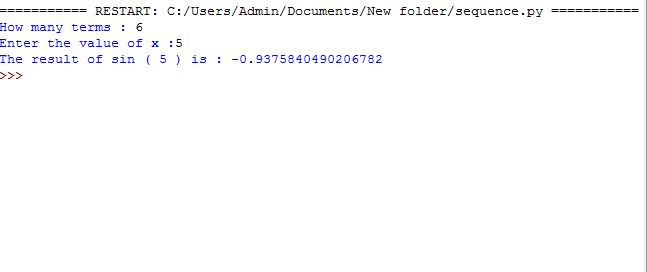 =========== RESTART: C:/Users/Admin/Documents/New folder/sequence.py ===========
How many terms : 6
Enter the value of x :5
The result of sin ( 5 ) is : -0.9375840490206782
>>>